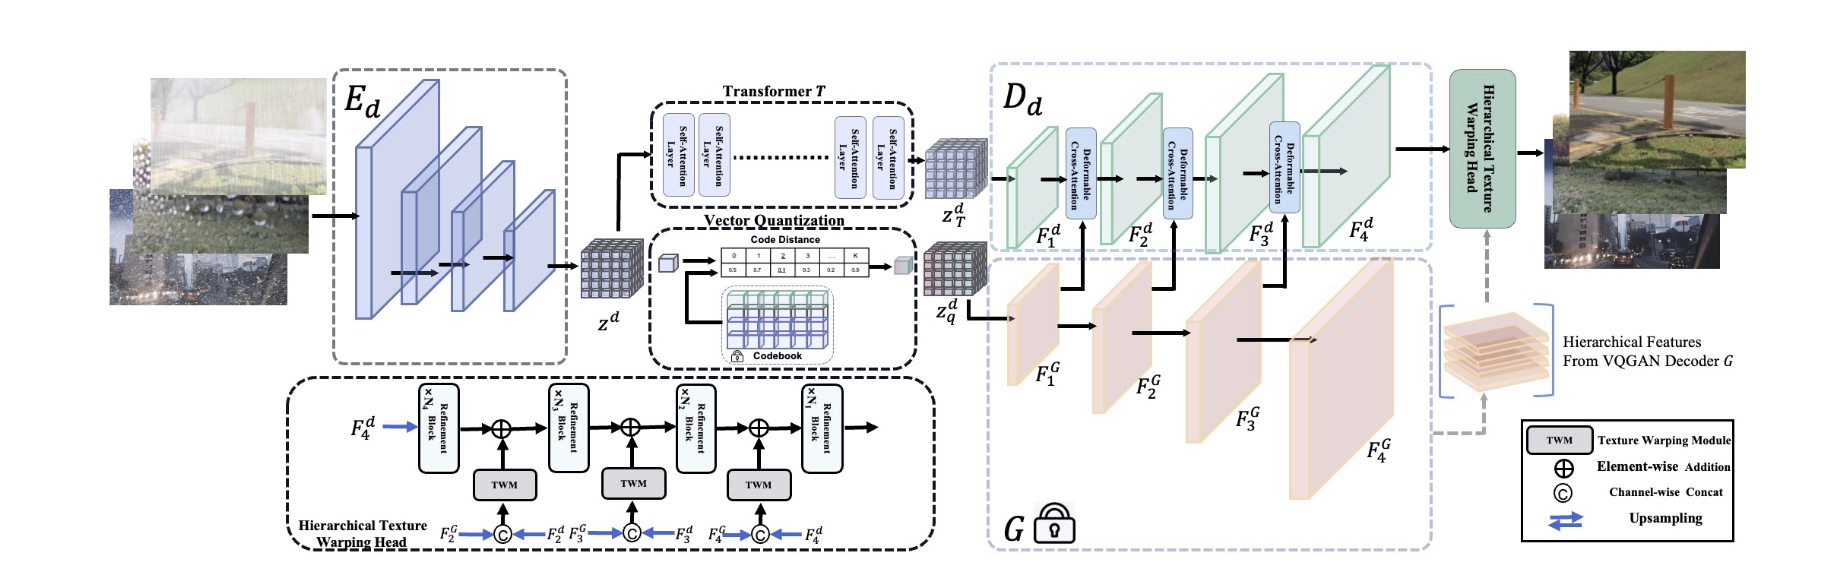 E_d
Transformer T
Self-Attention
Layer
Self-Attention
Layer
Self-Attention
Layer
Self-Attention
Layer
z_T^d
Vector Quantization
Code Distance
0 1 2 3 ... K
0.5 0.7 0.1 0.3 0.2 0.9
Codebook
z^d
z_q^d
D_d
Deformable
Cross-Attention
Deformable
Cross-Attention
Deformable
Cross-Attention
F_1^d
F_2^d
F_3^d
F_4^d
F_1^G
F_2^G
F_3^G
F_4^G
G
Hierarchical Texture
Warping Head
Hierarchical Features
From VQGAN Decoder G
F_4^d
Refinement
Block
×N_4
Refinement
Block
×N_3
Refinement
Block
×N_2
Refinement
Block
×N_1
TWM
TWM
TWM
F_2^G C F_2^d
F_3^G C F_3^d
F_4^G C F_4^d
Hierarchical Texture
Warping Head
TWM Texture Warping Module
Element-wise Addition
C Channel-wise Concat
Upsampling